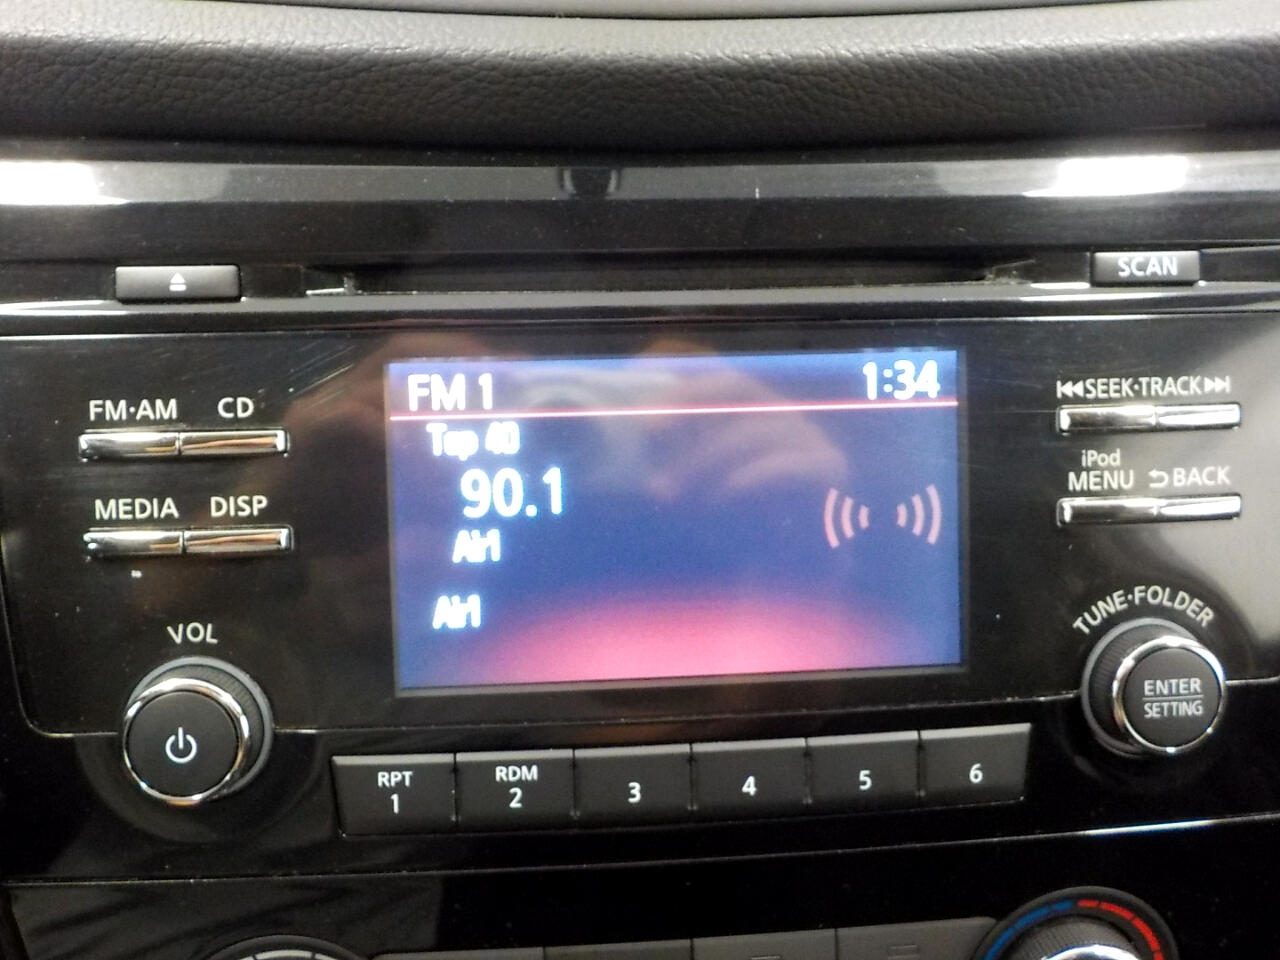 SCAN
FM·AM CD
FM 1 1:34
SEEK·TRACK
Top 40
90.1
Air1
Air1
iPod
MENU BACK
MEDIA DISP
TUNE·FOLDER
VOL
ENTER
SETTING
RPT
1
RDM
2
3
4
5
6